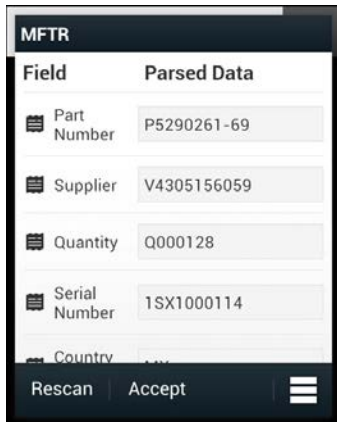 MFTR
Field Parsed Data
Part
Number
P5290261-69
Supplier V4305156059
Quantity Q000128
Serial
Number
1SX1000114
Country
Rescan Accept